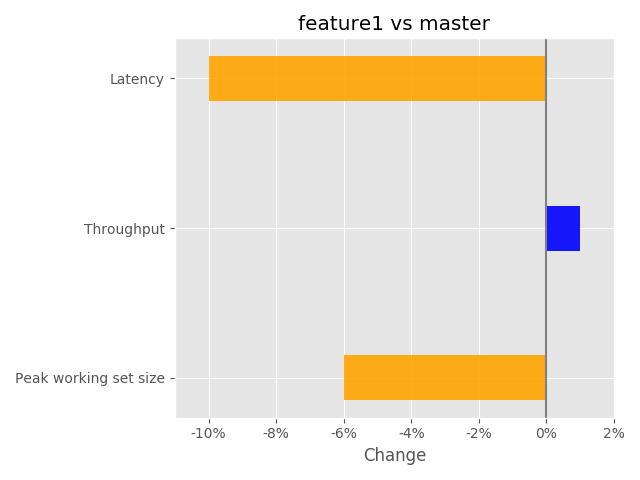 feature1 vs master
Latency
Throughput
Peak working set size
-10% -8% -6% -4% -2% 0% 2%
Change